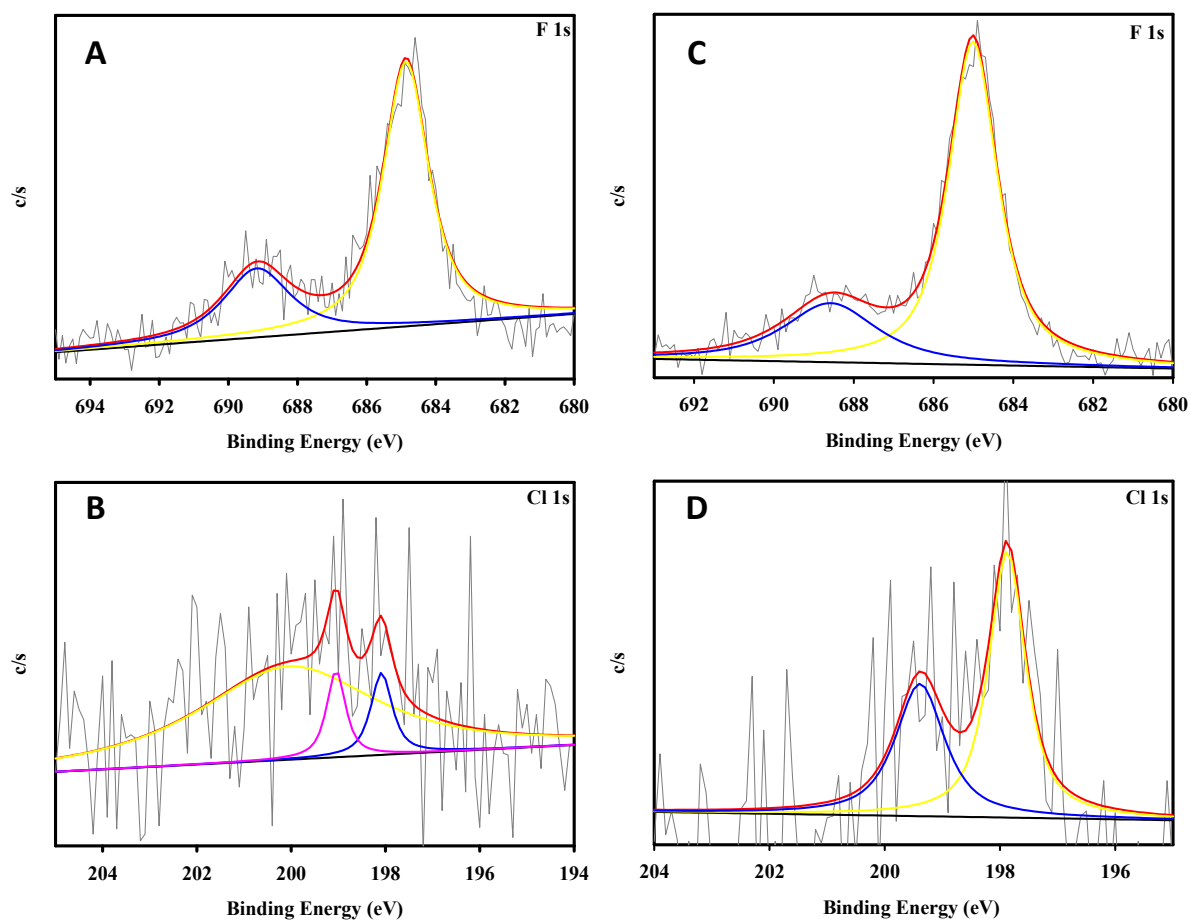 A
F 1s
c/s
694 692 690 688 686 684 682 680
Binding Energy (eV)
C
F 1s
c/s
692 690 688 686 684 682 680
Binding Energy (eV)
B
Cl 1s
c/s
204 202 200 198 196 194
Binding Energy (eV)
D
Cl 1s
c/s
204 202 200 198 196
Binding Energy (eV)